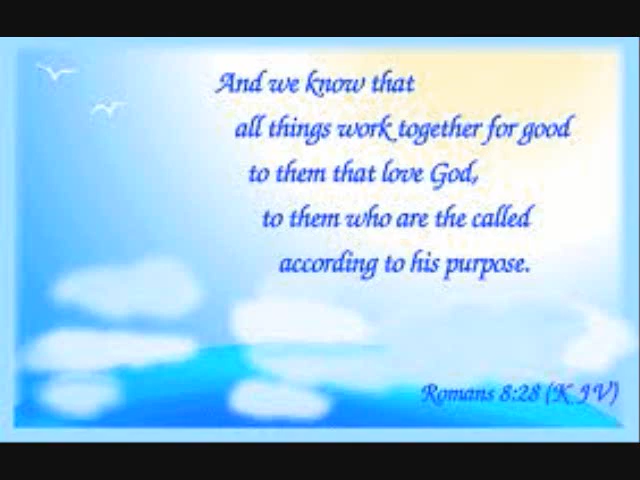 And we know that
all things work together for good
to them that love God,
to them who are the called
according to his purpose.
Romans 8:28 (KJV)